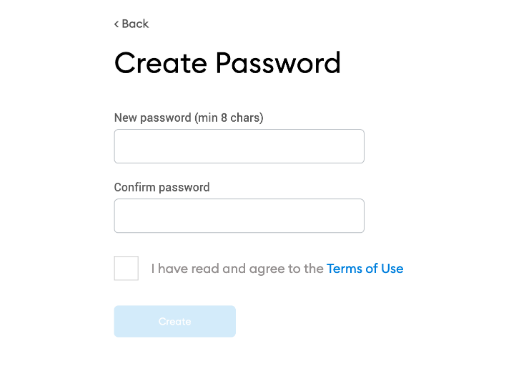 < Back
Create Password
New password (min 8 chars)
Confirm password
I have read and agree to the Terms of Use
Create